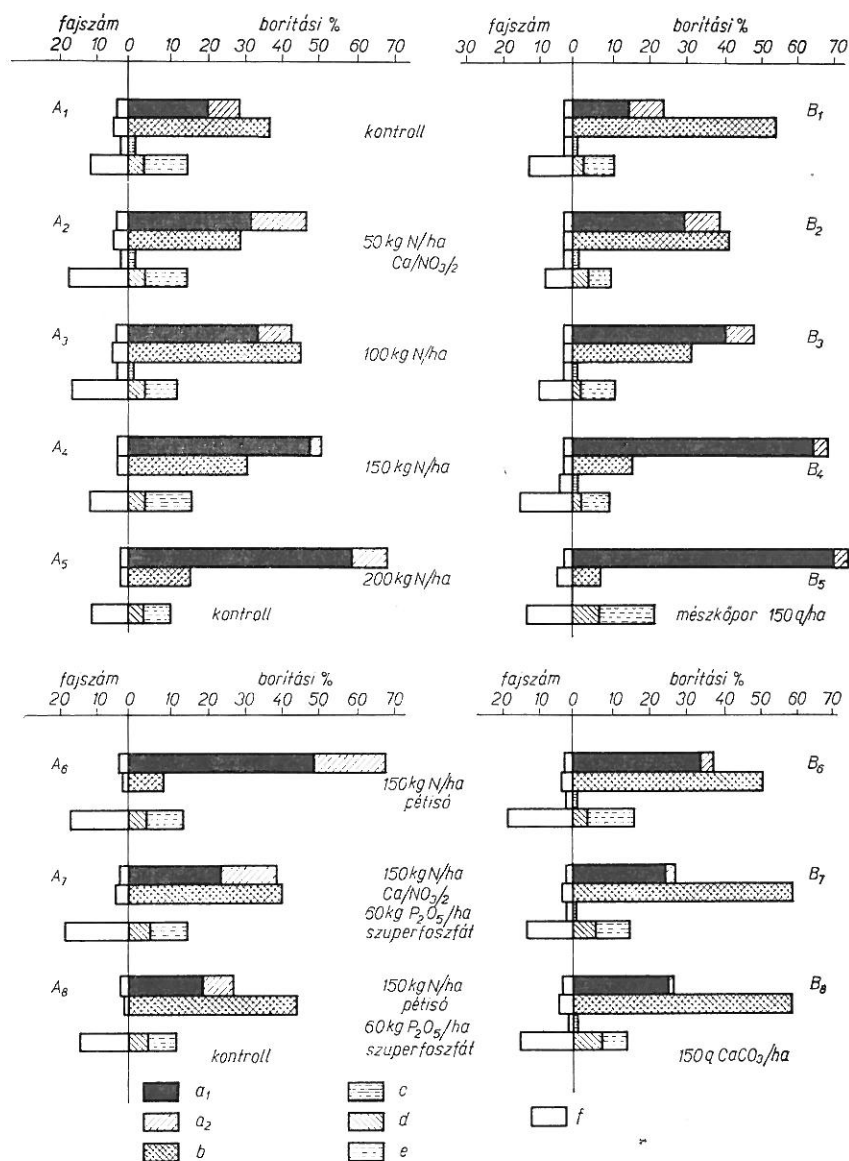 fajszám borítási % fajszám borítási %
20 10 0 10 20 30 40 50 60 70 30 20 10 0 10 20 30 40 50 60 70
A1 kontroll B1
A2 50 kg N/ha B2
Ca/NO3/2
A3 100 kg N/ha B3
A4 150 kg N/ha B4
A5 200 kg N/ha B5
kontroll mészkőpor 150 q/ha
fajszám borítási % fajszám borítási %
20 10 0 10 20 30 40 50 60 70 20 10 0 10 20 30 40 50 60 70
A6 150 kg N/ha B6
pétisó
A7 150 kg N/ha B7
Ca/NO3/2
60 kg P2O5/ha
szuperfoszfát
A8 150 kg N/ha B8
pétisó
60 kg P2O5/ha
kontroll szuperfoszfát 150 q CaCO3/ha
a1 c f
a2 d
b e